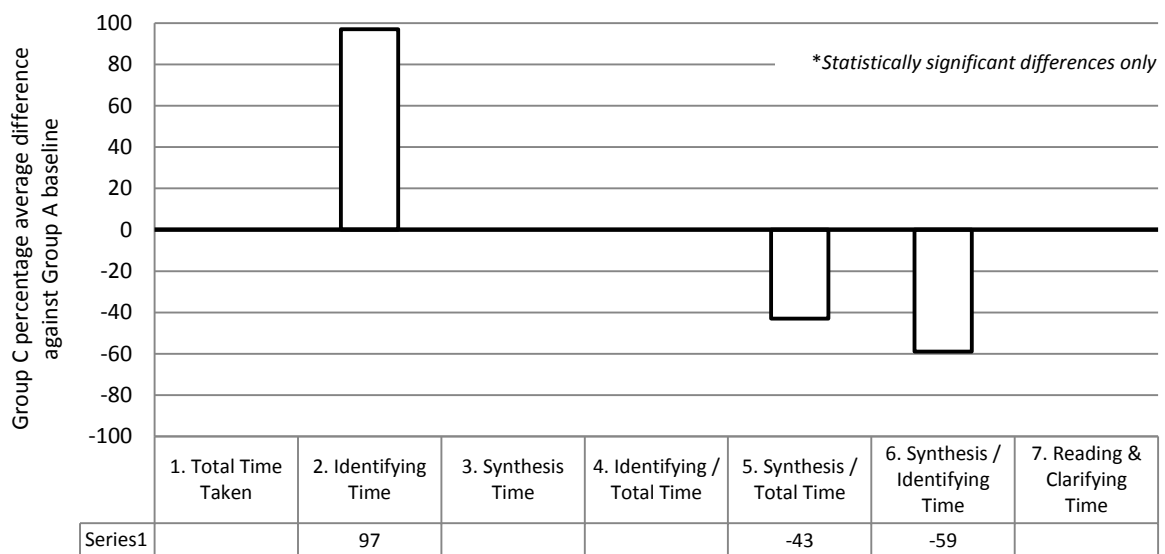 Group C percentage average difference
against Group A baseline
100
80
60
40
20
0
-20
-40
-60
-80
-100
*Statistically significant differences only
1. Total Time
Taken
2. Identifying
Time
3. Synthesis
Time
4. Identifying /
Total Time
5. Synthesis /
Total Time
6. Synthesis /
Identifying
Time
7. Reading &
Clarifying
Time
Series1 97 -43 -59